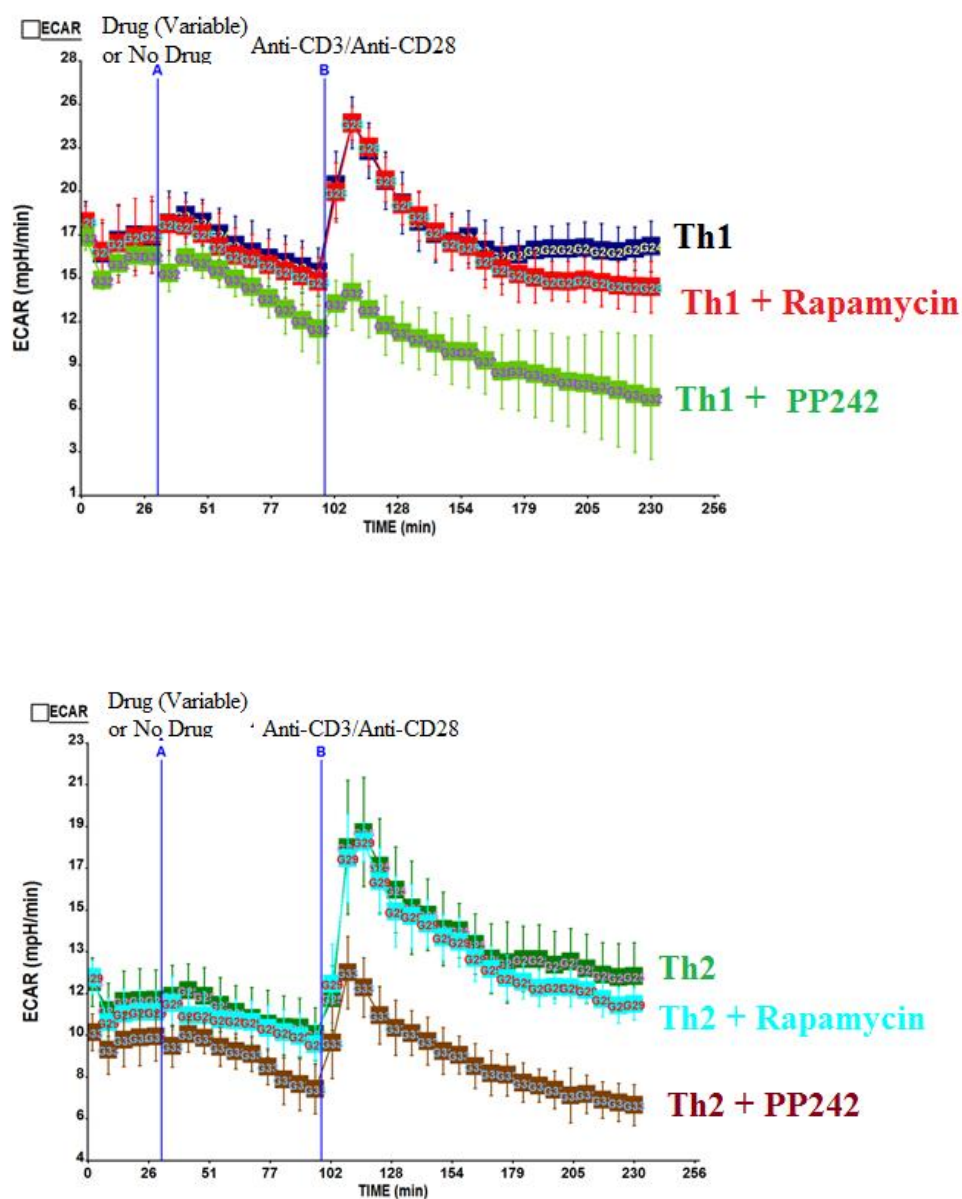 ECAR
Drug (Variable)
or No Drug
Anti-CD3/Anti-CD28
A
B
ECAR (mpH/min)
28
26
23
20
17
15
12
9
6
3
1
0
26
51
77
102
128
154
179
205
230
256
TIME (min)
Th1
Th1 + Rapamycin
Th1 + PP242
ECAR
Drug (Variable)
or No Drug
Anti-CD3/Anti-CD28
A
B
ECAR (mpH/min)
23
21
19
17
15
13
12
10
8
6
4
0
26
51
77
102
128
154
179
205
230
256
TIME (min)
Th2
Th2 + Rapamycin
Th2 + PP242